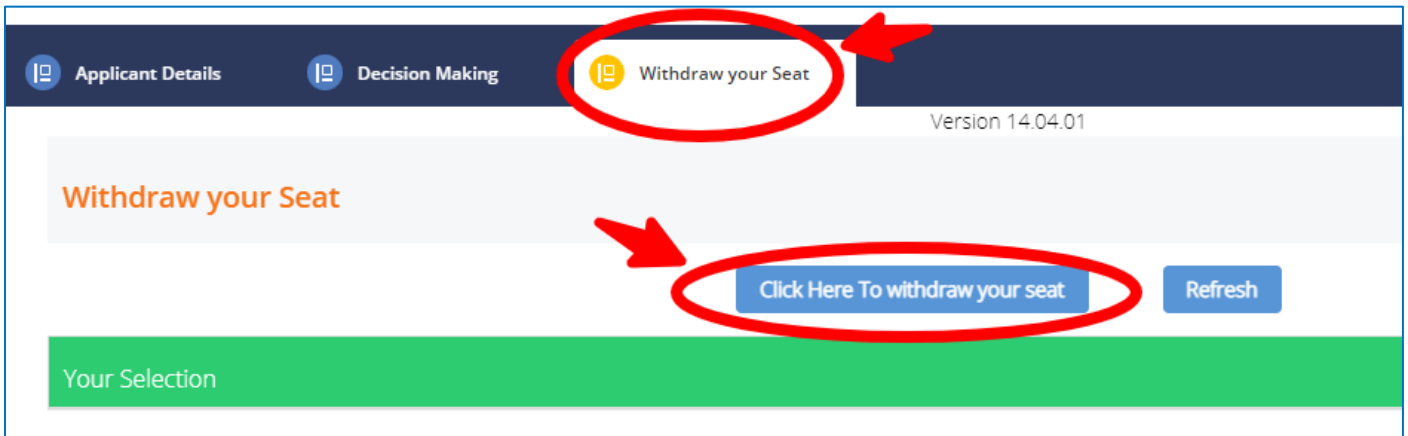 Applicant Details
Decision Making
Withdraw your Seat
Version 14.04.01
Withdraw your Seat
Click Here To withdraw your seat
Refresh
Your Selection